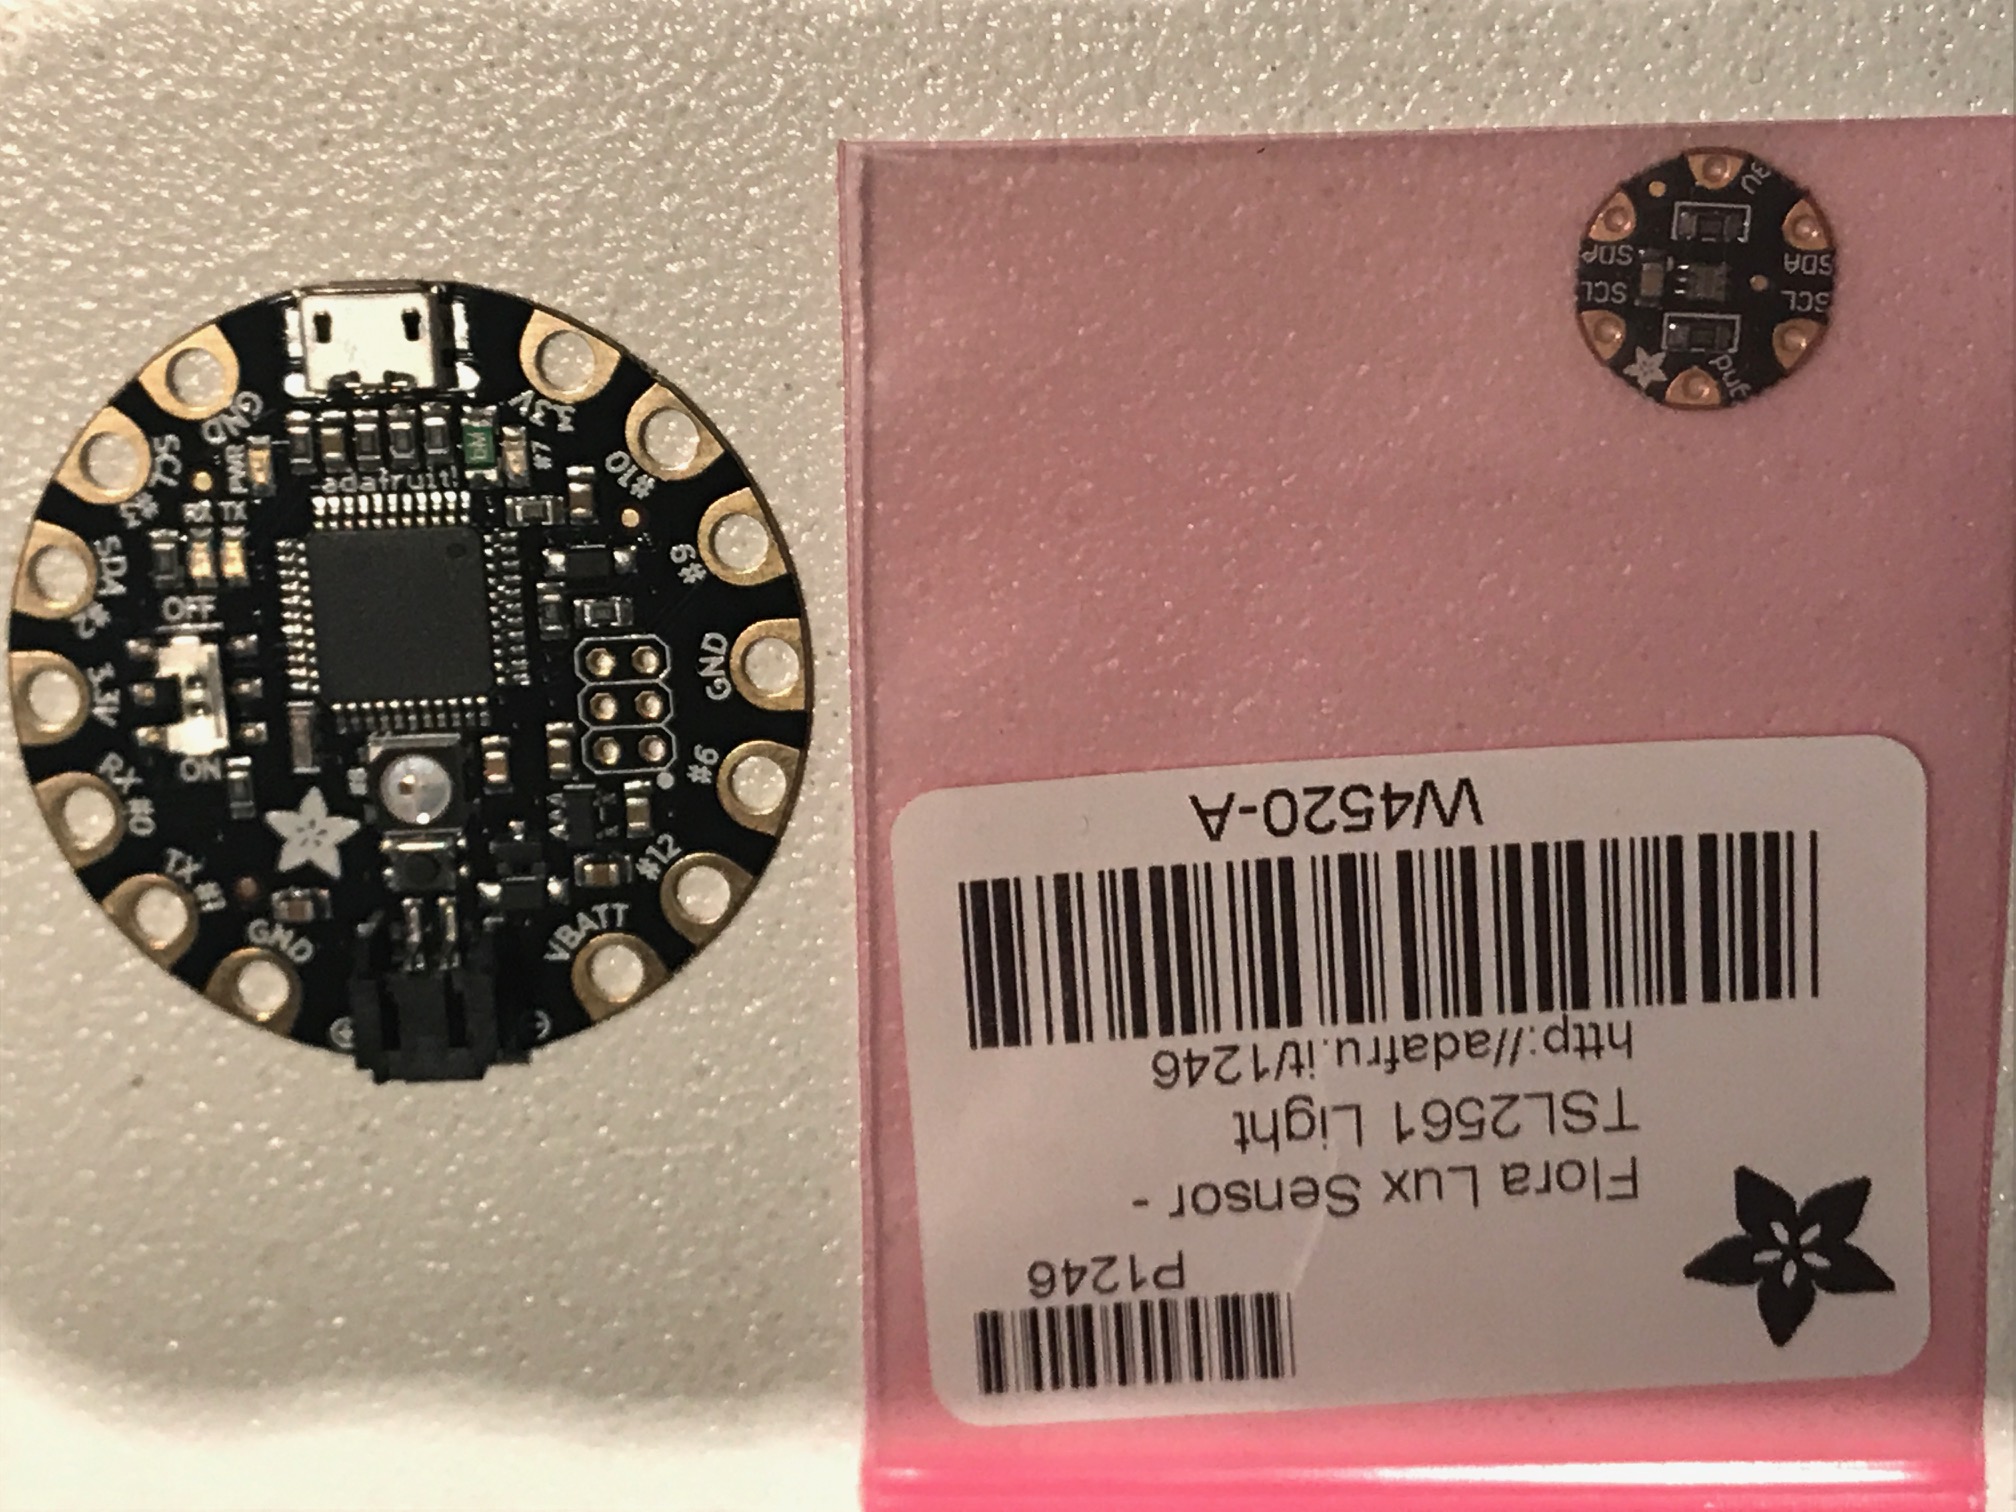 3.3V
SDA #2
SCL #3
GND
RX #0
TX #1
GND
ON
OFF
RX TX
PWR
adafruit
#8
#7
3.3V
#10
#9
GND
#6
#12
VBATT
P1246
Flora Lux Sensor -
TSL2561 Light
http://adafru.it/1246
W4520-A
SCL
SDA
3V
SCL
SDA